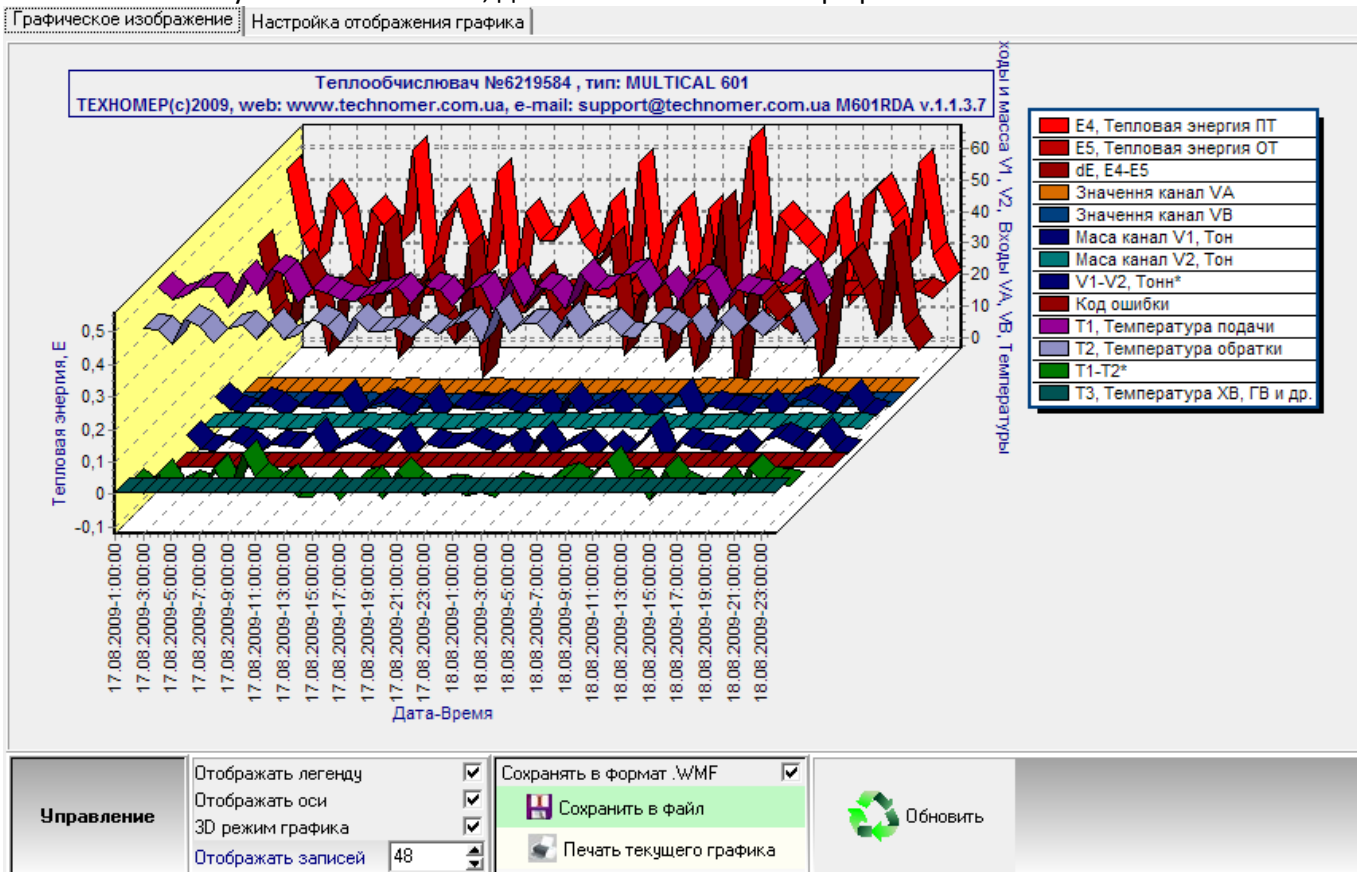 Графическое изображение
Настройка отображения графика
Теплообчислювач №6219584 , тип: MULTICAL 601
ТЕХНОМЕР(с)2009, web: www.technomer.com.ua, e-mail: support@technomer.com.ua M601RDA v.1.1.3.7
E4, Тепловая энергия ПТ
E5, Тепловая энергия ОТ
dE, E4-E5
Значення канал VA
Значення канал VB
Маса канал V1, Тон
Маса канал V2, Тон
V1-V2, Тонн*
Код ошибки
T1, Температура подачи
T2, Температура обратки
T1-T2*
T3, Температура ХВ, ГВ и др.
60
50
40
30
20
10
0
ходы и масса V1, V2, Входы VA, VB, Температуры
Тепловая энергия, E
0,5
0,4
0,3
0,2
0,1
0
-0,1
17.08.2009-1:00:00
17.08.2009-3:00:00
17.08.2009-5:00:00
17.08.2009-7:00:00
17.08.2009-9:00:00
17.08.2009-11:00:00
17.08.2009-13:00:00
17.08.2009-15:00:00
17.08.2009-17:00:00
17.08.2009-19:00:00
17.08.2009-21:00:00
17.08.2009-23:00:00
18.08.2009-1:00:00
18.08.2009-3:00:00
18.08.2009-5:00:00
18.08.2009-7:00:00
18.08.2009-9:00:00
18.08.2009-11:00:00
18.08.2009-13:00:00
18.08.2009-15:00:00
18.08.2009-17:00:00
18.08.2009-19:00:00
18.08.2009-21:00:00
18.08.2009-23:00:00
Дата-Время
Управление
Отображать легенду
Отображать оси
3D режим графика
Отображать записей 48
Сохранять в формат .WMF
Сохранить в файл
Печать текущего графика
Обновить